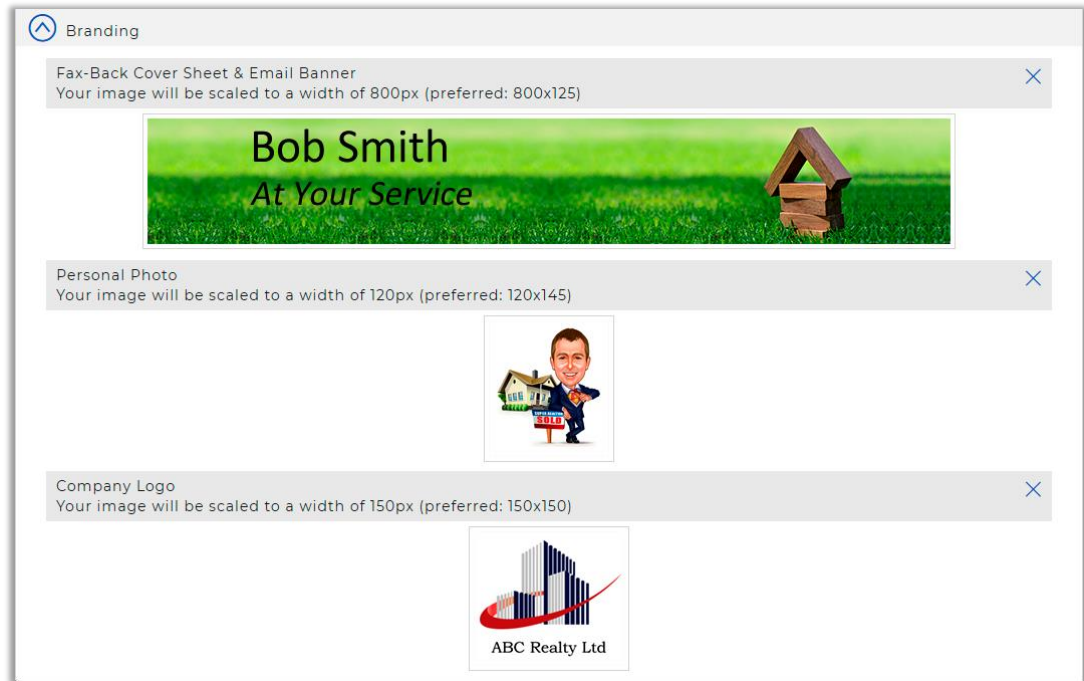 Branding
Fax-Back Cover Sheet & Email Banner
Your image will be scaled to a width of 800px (preferred: 800x125)
Bob Smith
At Your Service
Personal Photo
Your image will be scaled to a width of 120px (preferred: 120x145)
SOLD
Company Logo
Your image will be scaled to a width of 150px (preferred: 150x150)
ABC Realty Ltd